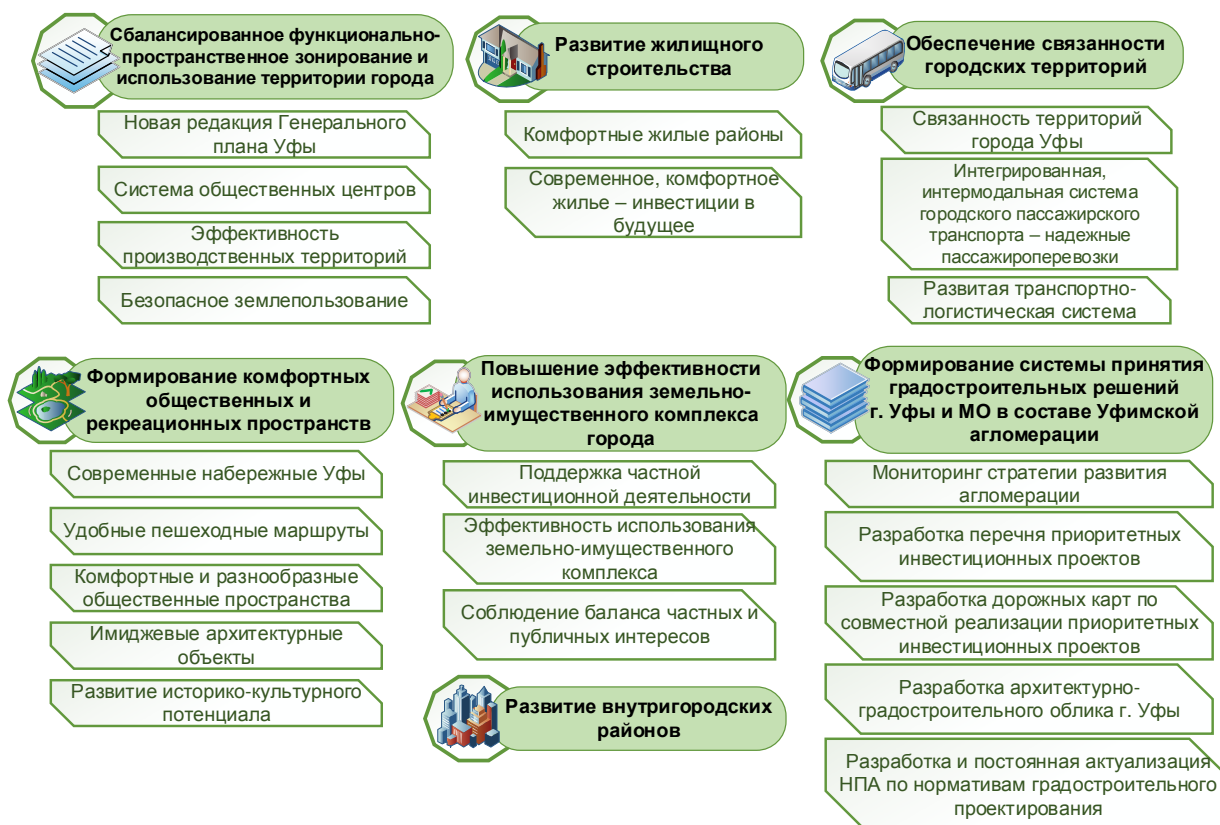 Сбалансированное функционально-
пространственное зонирование и
использование территории города
Новая редакция Генерального
плана Уфы
Система общественных центров
Эффективность
производственных территорий
Безопасное землепользование
Развитие жилищного
строительства
Комфортные жилые районы
Современное, комфортное
жилье – инвестиции в
будущее
Обеспечение связанности
городских территорий
Связанность территорий
города Уфы
Интегрированная,
интермодальная система
городского пассажирского
транспорта – надежные
пассажироперевозки
Развитая транспортно-
логистическая система
Формирование комфортных
общественных и
рекреационных пространств
Современные набережные Уфы
Удобные пешеходные маршруты
Комфортные и разнообразные
общественные пространства
Имиджевые архитектурные
объекты
Развитие историко-культурного
потенциала
Повышение эффективности
использования земельно-
имущественного комплекса
города
Поддержка частной
инвестиционной деятельности
Эффективность использования
земельно-имущественного
комплекса
Соблюдение баланса частных и
публичных интересов
Развитие внутригородских
районов
Формирование системы принятия
градостроительных решений
г. Уфы и МО в составе Уфимской
агломерации
Мониторинг стратегии развития
агломерации
Разработка перечня приоритетных
инвестиционных проектов
Разработка дорожных карт по
совместной реализации приоритетных
инвестиционных проектов
Разработка архитектурно-
градостроительного облика г. Уфы
Разработка и постоянная актуализация
НПА по нормативам градостроительного
проектирования